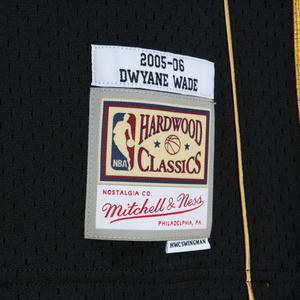 2005-06
DWYANE WADE
HARDWOOD
NBA
CLASSICS
NOSTALGIA CO.
Mitchell & Ness
PHILADELPHIA, PA.
HWC SWINGMAN